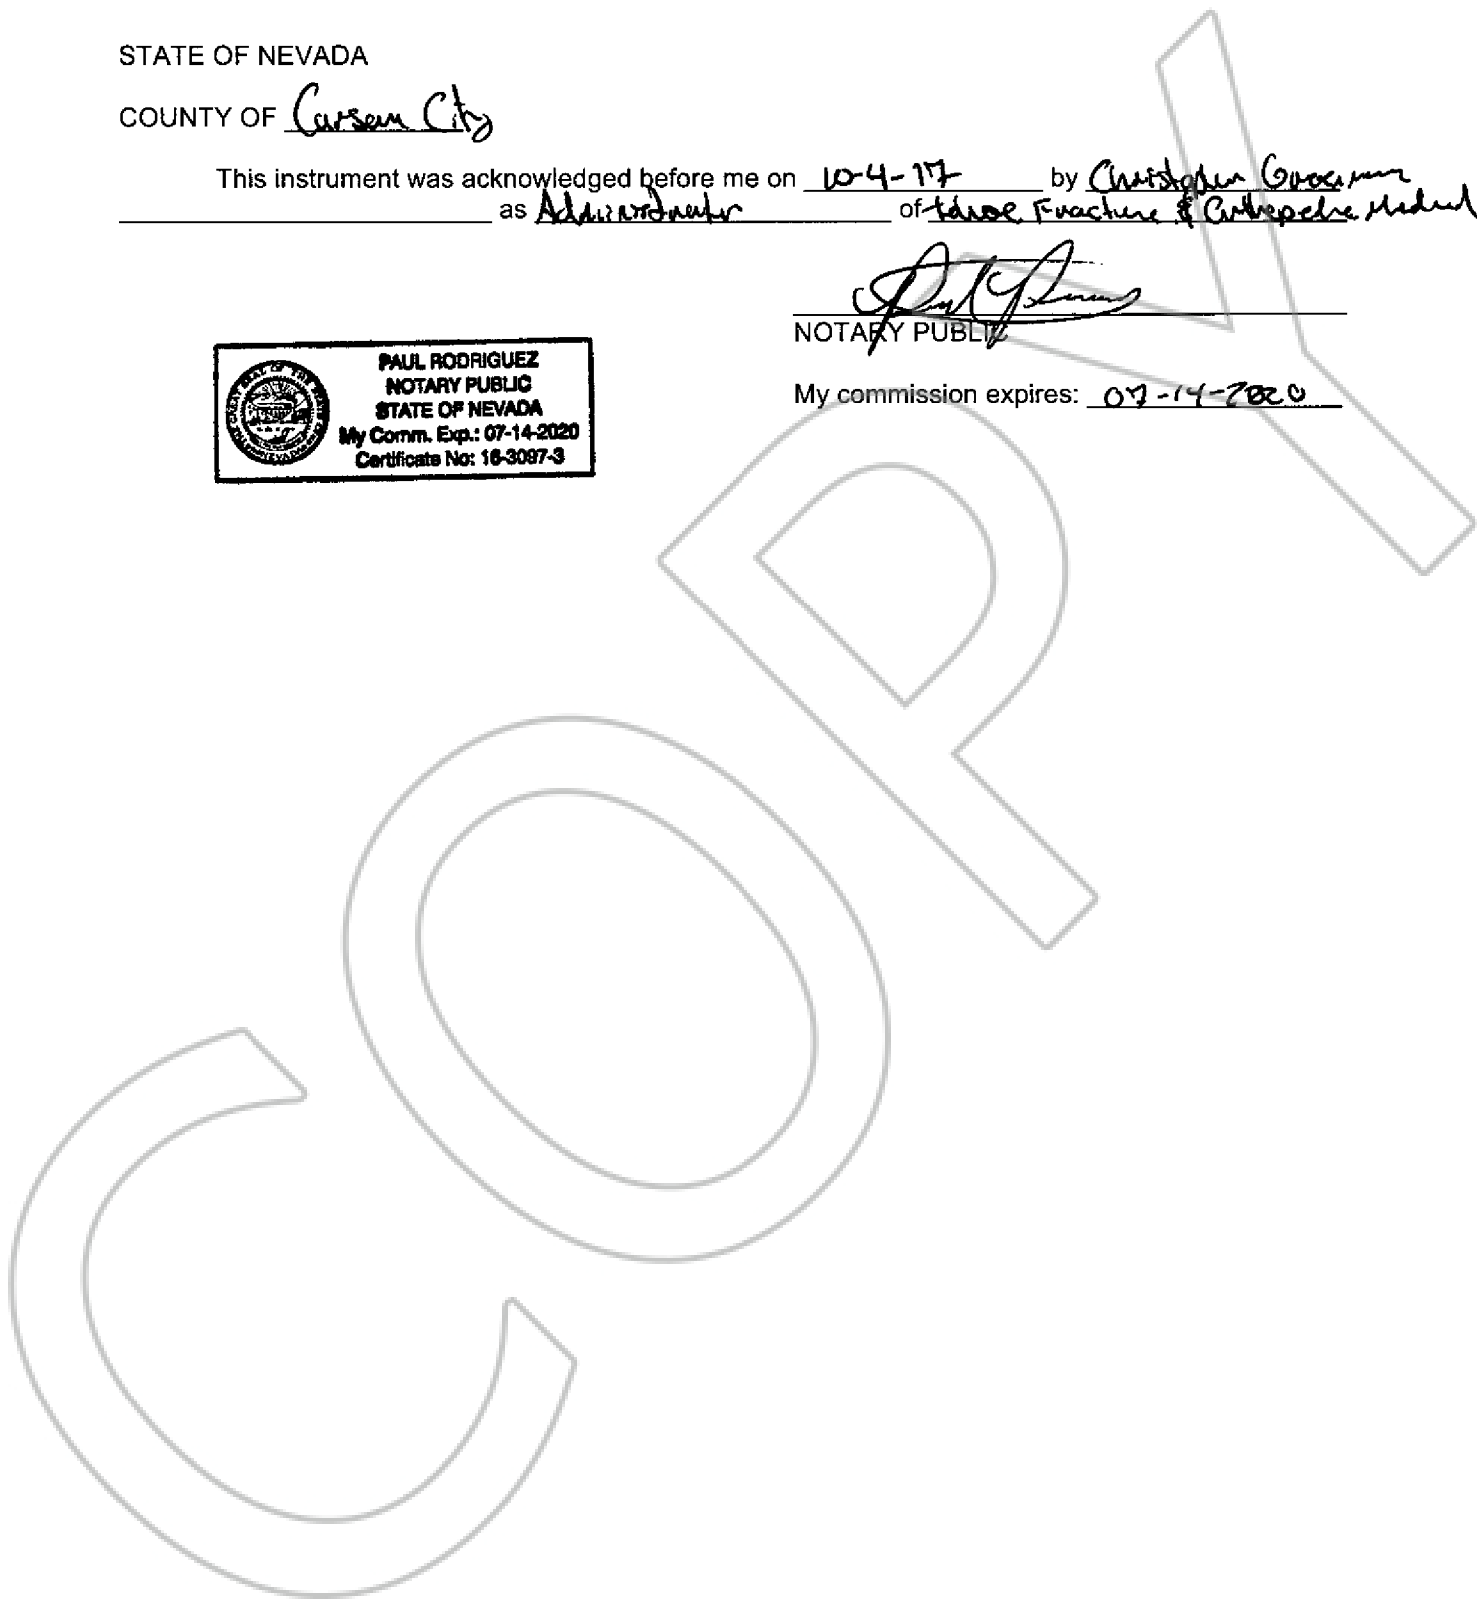 STATE OF NEVADA
COUNTY OF Carson City
This instrument was acknowledged before me on 10-4-17 by Christopher
as Administrator of Tahoe Fracture & Orthopedic Medical
NOTARY PUBLIC
PAUL RODRIGUEZ
NOTARY PUBLIC
STATE OF NEVADA
My Comm. Exp.: 07-14-2020
Certificate No: 16-3097-3
My commission expires: 07-14-2020
COPY